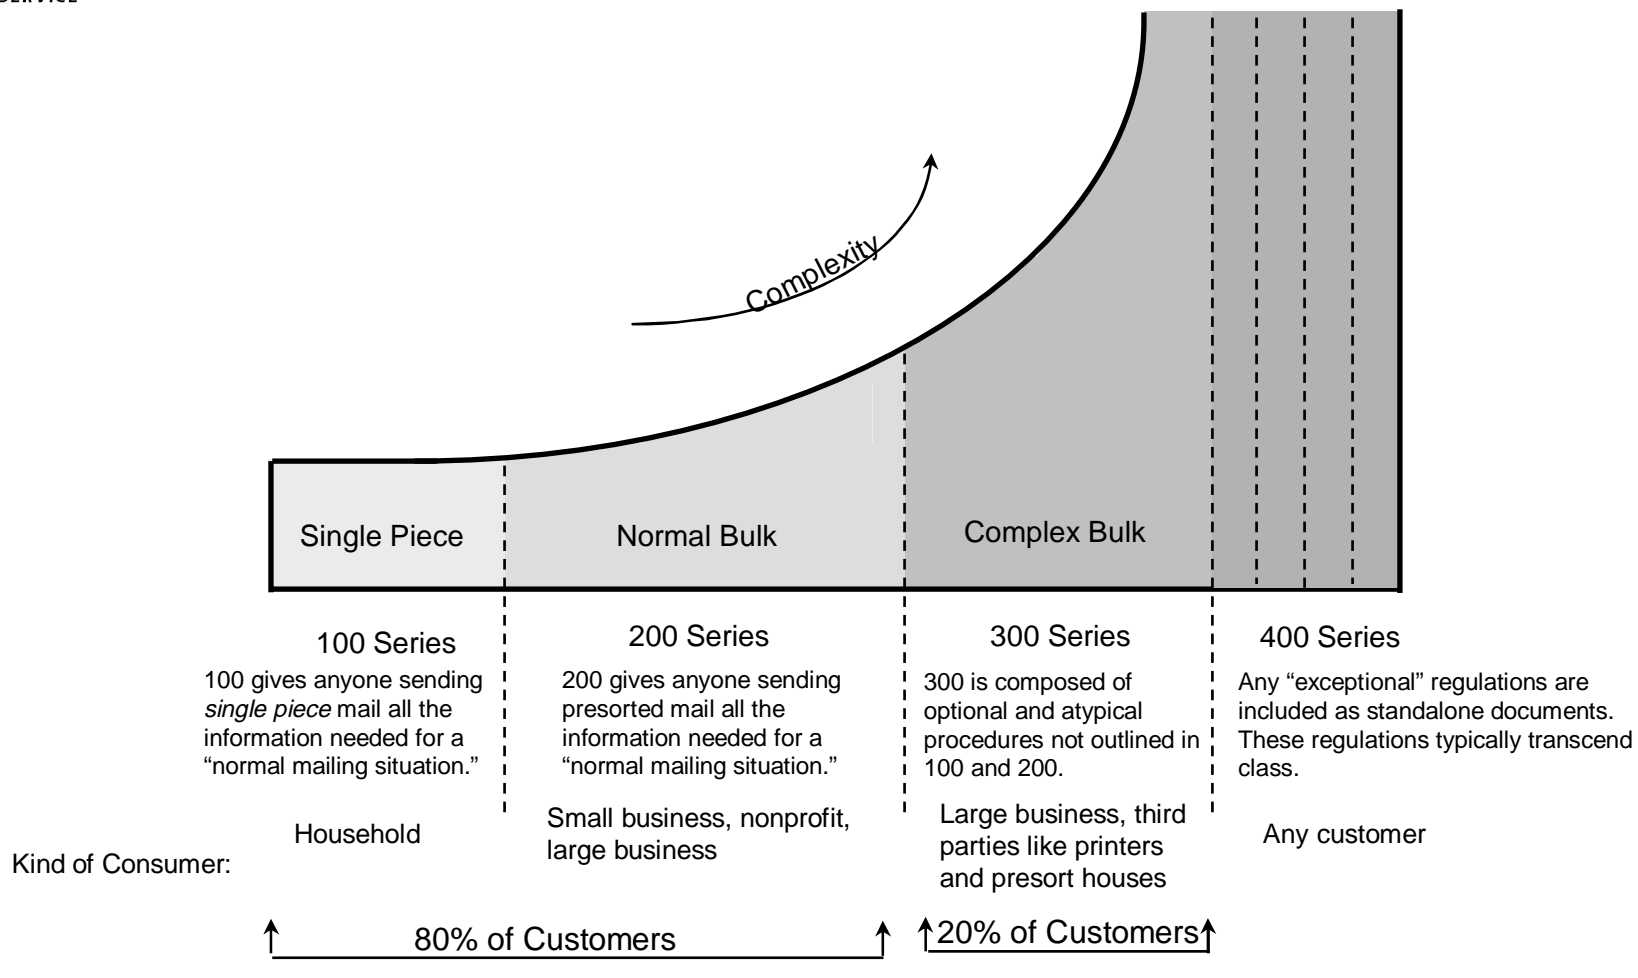 SERVICE
Complexity
Single Piece
Normal Bulk
Complex Bulk
100 Series
200 Series
300 Series
400 Series
100 gives anyone sending
single piece mail all the
information needed for a
“normal mailing situation.”
200 gives anyone sending
presorted mail all the
information needed for a
“normal mailing situation.”
300 is composed of
optional and atypical
procedures not outlined in
100 and 200.
Any “exceptional” regulations are
included as standalone documents.
These regulations typically transcend
class.
Kind of Consumer:
Household
Small business, nonprofit,
large business
Large business, third
parties like printers
and presort houses
Any customer
80% of Customers
20% of Customers